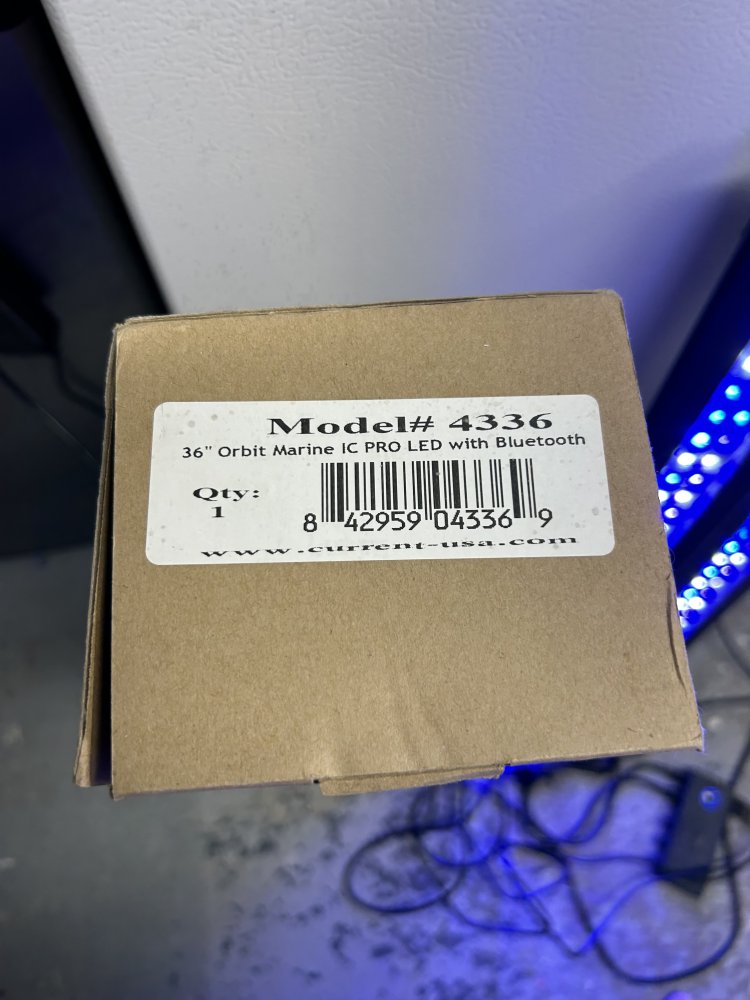 Model# 4336
36" Orbit Marine IC PRO LED with Bluetooth
Qty:
1
8 42959 04336 9
www.current-usa.com